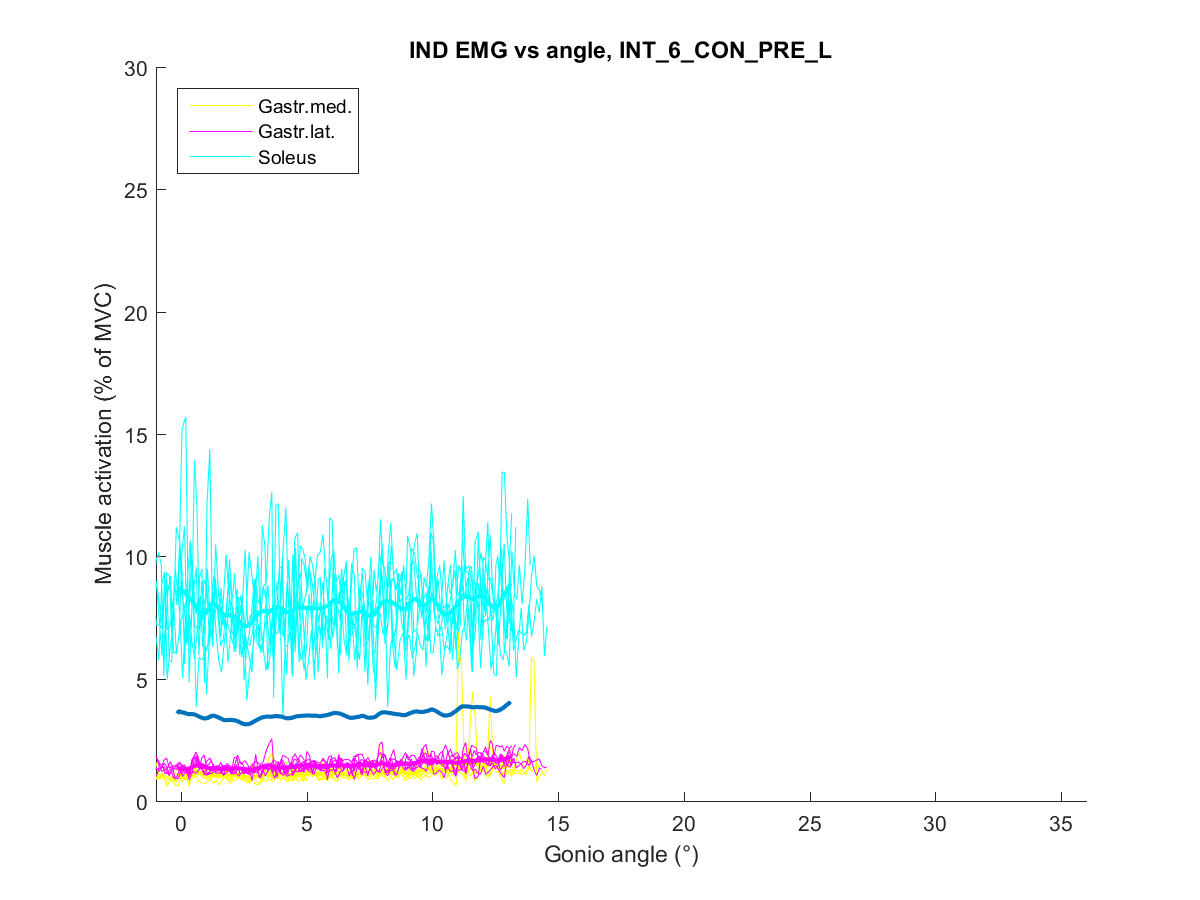 IND EMG vs angle, INT_6_CON_PRE_L
30
25
20
15
10
5
0
Muscle activation (% of MVC)
Gastr.med.
Gastr.lat.
Soleus
0 5 10 15 20 25 30 35
Gonio angle (°)